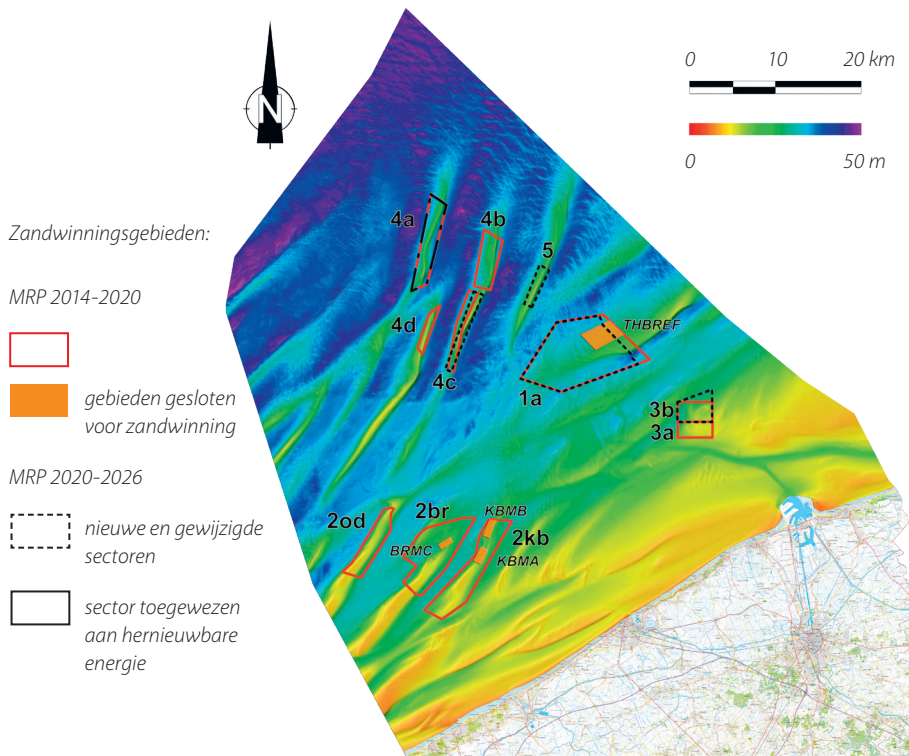 N
0 10 20 km
0 50 m
Zandwinningsgebieden:
MRP 2014-2020
gebieden gesloten
voor zandwinning
MRP 2020-2026
nieuwe en gewijzigde
sectoren
sector toegewezen
aan hernieuwbare
energie
4a
4b
5
4d
THBREF
4c
1a
3b
3a
2od
2br
KBMB
2kb
BRMC
KBMA